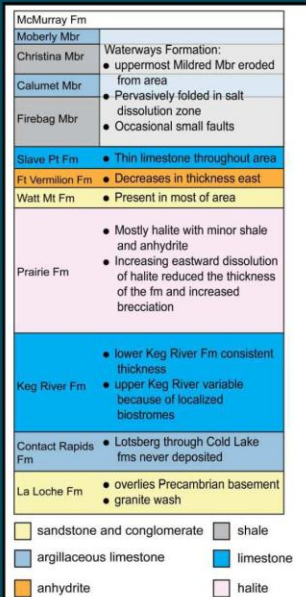 McMurray Fm
Moberly Mbr
Christina Mbr
Calumet Mbr
Firebag Mbr
Waterways Formation:
• uppermost Mildred Mbr eroded
from area
• Pervasively folded in salt
dissolution zone
• Occasional small faults
Slave Pt Fm • Thin limestone throughout area
Ft Vermilion Fm • Decreases in thickness east
Watt Mt Fm • Present in most of area
Prairie Fm
• Mostly halite with minor shale
and anhydrite
• Increasing eastward dissolution
of halite reduced the thickness
of the fm and increased
brecciation
Keg River Fm
• lower Keg River Fm consistent
thickness
• upper Keg River variable
because of localized
biostromes
Contact Rapids
Fm
• Lotsberg through Cold Lake
fms never deposited
La Loche Fm
• overlies Precambrian basement
• granite wash
sandstone and conglomerate
shale
argillaceous limestone
limestone
anhydrite
halite